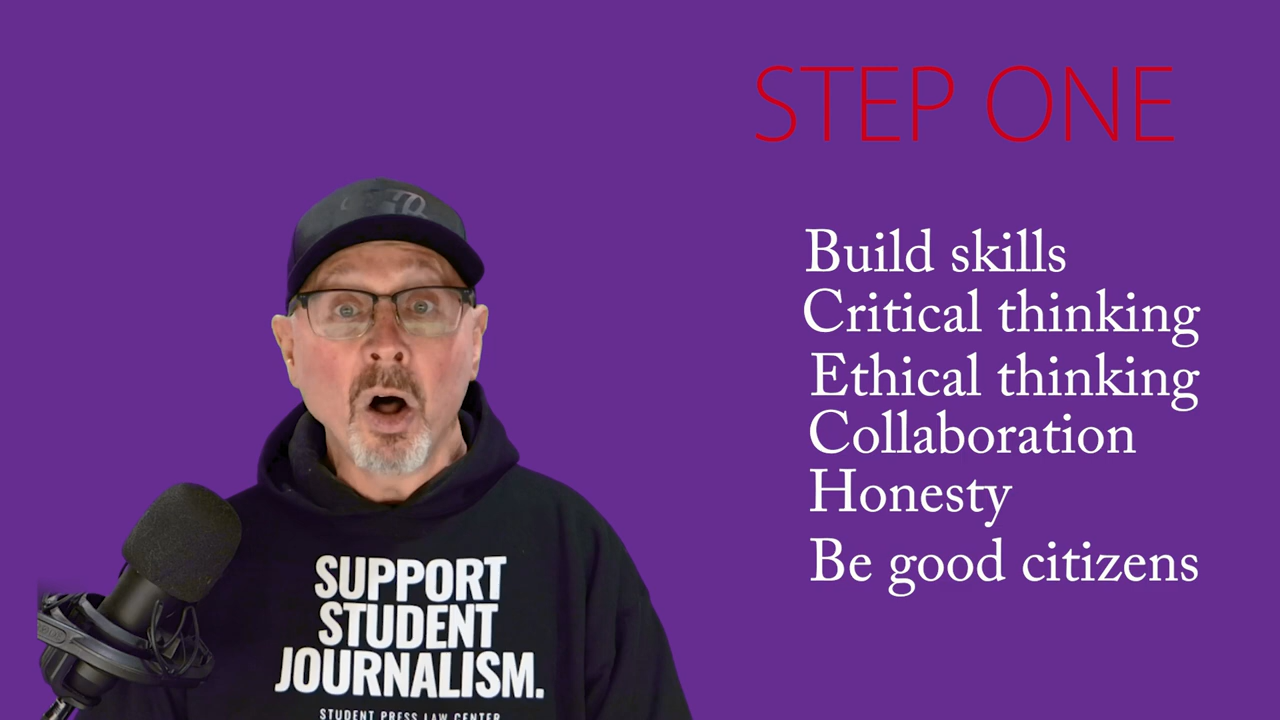 STEP ONE
Build skills
Critical thinking
Ethical thinking
Collaboration
Honesty
Be good citizens
SUPPORT
STUDENT
JOURNALISM.
STUDENT PRESS LAW CENTER